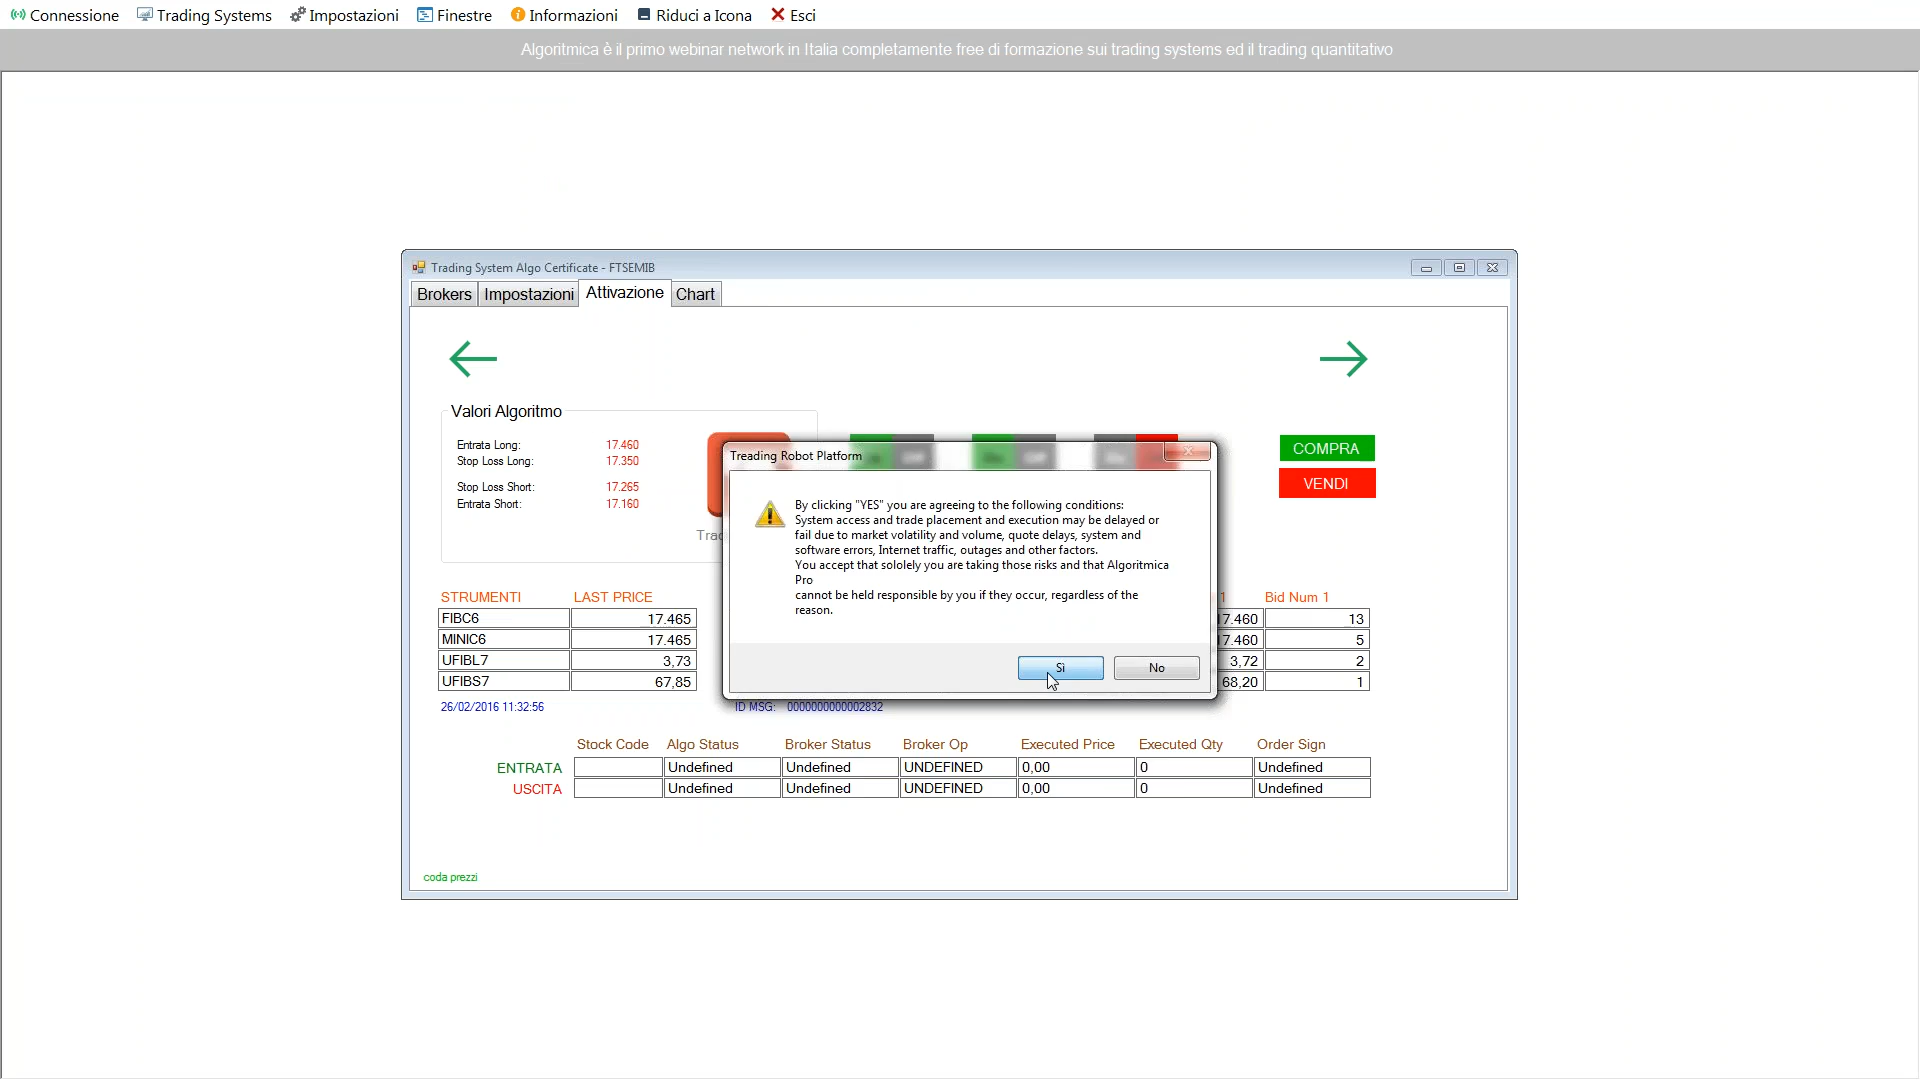 Connessione Trading Systems Impostazioni Finestre Informazioni Riduci a Icona Esci
Algoritmica è il primo webinar network in Italia completamente free di formazione sui trading systems ed il trading quantitativo
Trading System Algo Certificate - FTSEMIB
Brokers Impostazioni Attivazione Chart
Valori Algoritmo
Entrata Long: 17.460
Stop Loss Long: 17.350
Stop Loss Short: 17.265
Entrata Short: 17.160
COMPRA
VENDI
Treading Robot Platform
By clicking "YES" you are agreeing to the following conditions:
System access and trade placement and execution may be delayed or
fail due to market volatility and volume, quote delays, system and
software errors, Internet traffic, outages and other factors.
You accept that sololely you are taking those risks and that Algoritmica
Pro
cannot be held responsible by you if they occur, regardless of the
reason.
Sì No
STRUMENTI LAST PRICE 1 Bid Num 1
FIBC6 17.465 17.460 13
MINIC6 17.465 17.460 5
UFIBL7 3,73 3,72 2
UFIBS7 67,85 68,20 1
26/02/2016 11:32:56 ID MSG: 0000000000002832
Stock Code Algo Status Broker Status Broker Op Executed Price Executed Qty Order Sign
ENTRATA Undefined Undefined UNDEFINED 0,00 0 Undefined
USCITA Undefined Undefined UNDEFINED 0,00 0 Undefined
coda prezzi